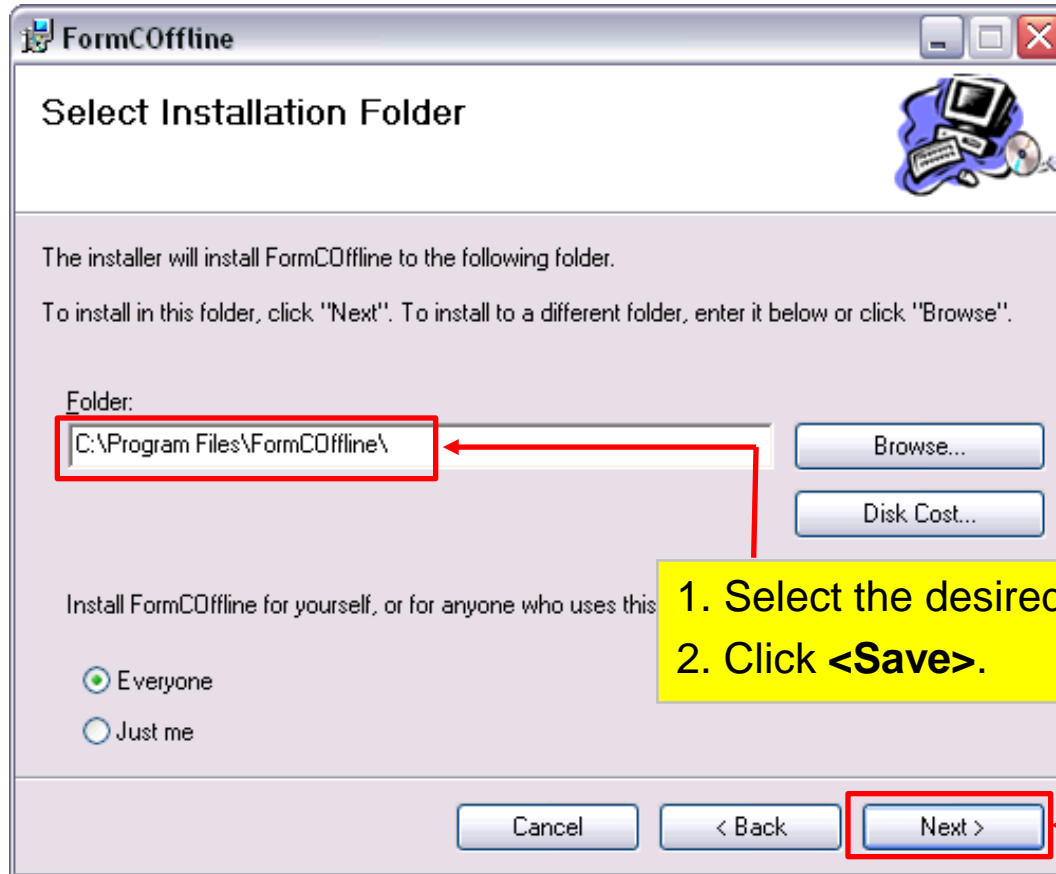 FormCOffline
Select Installation Folder
The installer will install FormCOffline to the following folder.
To install in this folder, click "Next". To install to a different folder, enter it below or click "Browse".
Folder:
C:\Program Files\FormCOffline\
Browse...
Disk Cost...
Install FormCOffline for yourself, or for anyone who uses this
1. Select the desired
2. Click <Save>.
Everyone
Just me
Cancel
< Back
Next >